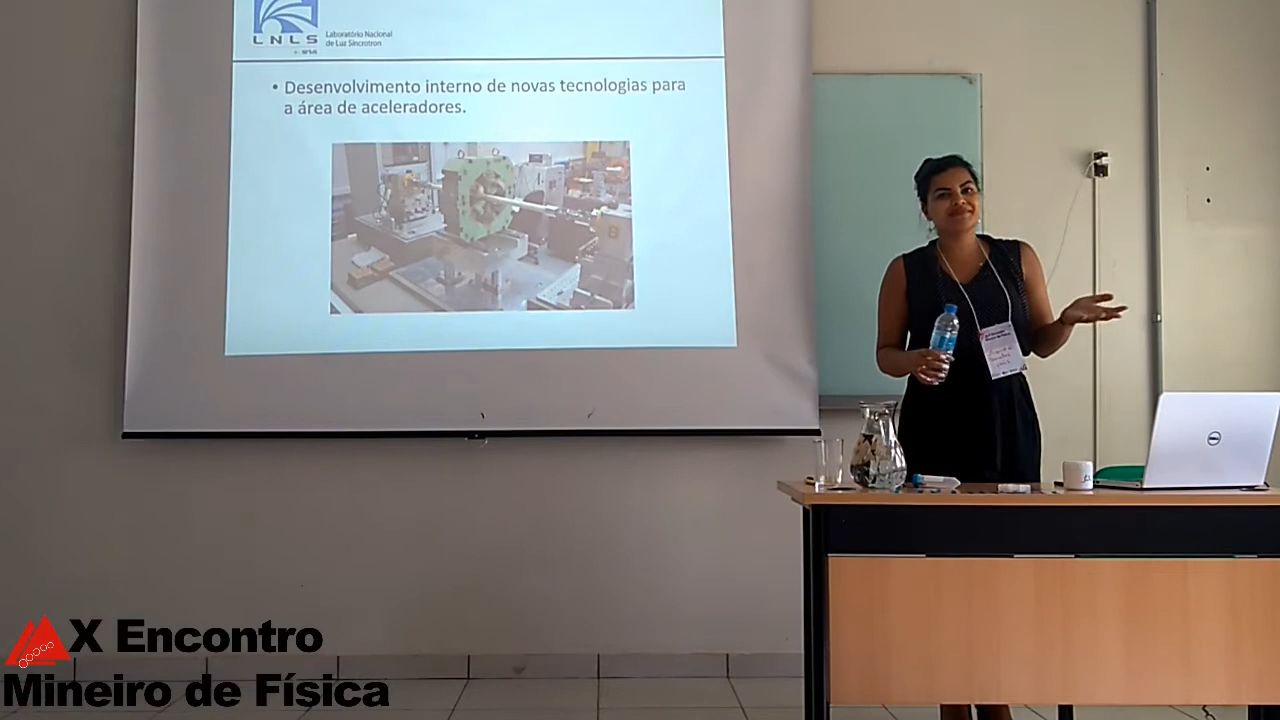 LNLS
Laboratório Nacional
de Luz Síncrotron
• Desenvolvimento interno de novas tecnologias para
a área de aceleradores.
DELL
X Encontro
Mineiro de Física